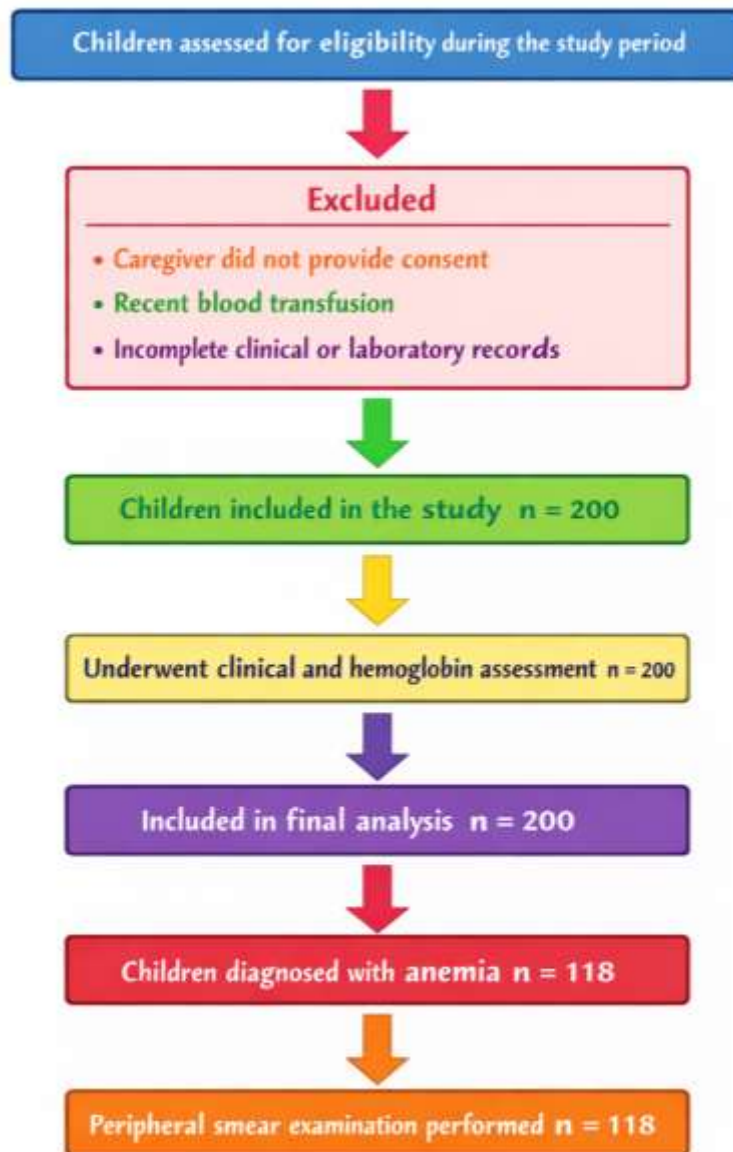 Children assessed for eligibility during the study period
Excluded
• Caregiver did not provide consent
• Recent blood transfusion
• Incomplete clinical or laboratory records
Children included in the study n = 200
Underwent clinical and hemoglobin assessment n = 200
Included in final analysis n = 200
Children diagnosed with anemia n = 118
Peripheral smear examination performed n = 118